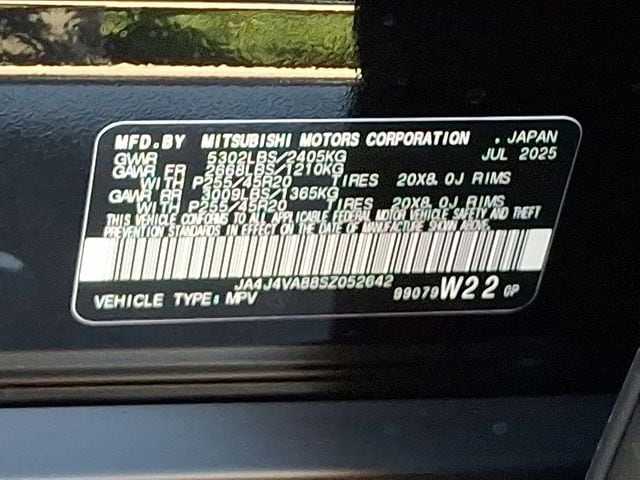 MFD.BY MITSUBISHI MOTORS CORPORATION . JAPAN
GVWR 5302LBS/2405KG JUL 2025
GAWR FR 2668LBS/1210KG
WITH P255/45R20 TIRES 20X8.0J RIMS
GAWR RR 3009LBS/1365KG
WITH P255/45R20 TIRES 20X8.0J RIMS
THIS VEHICLE CONFORMS TO ALL APPLICABLE FEDERAL MOTOR VEHICLE SAFETY AND THEFT
PREVENTION STANDARDS IN EFFECT ON THE DATE OF MANUFACTURE SHOWN ABOVE.
JA4J4VA88SZ052642
VEHICLE TYPE: MPV 99079 W22 GP